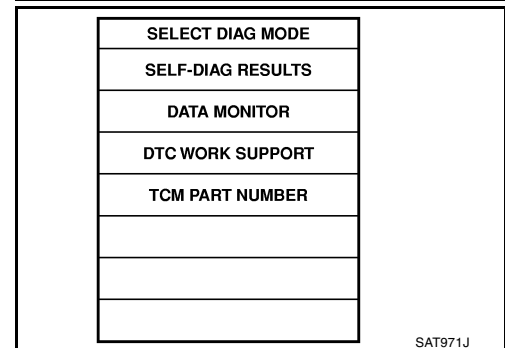 SELECT DIAG MODE
SELF-DIAG RESULTS
DATA MONITOR
DTC WORK SUPPORT
TCM PART NUMBER
SAT971J